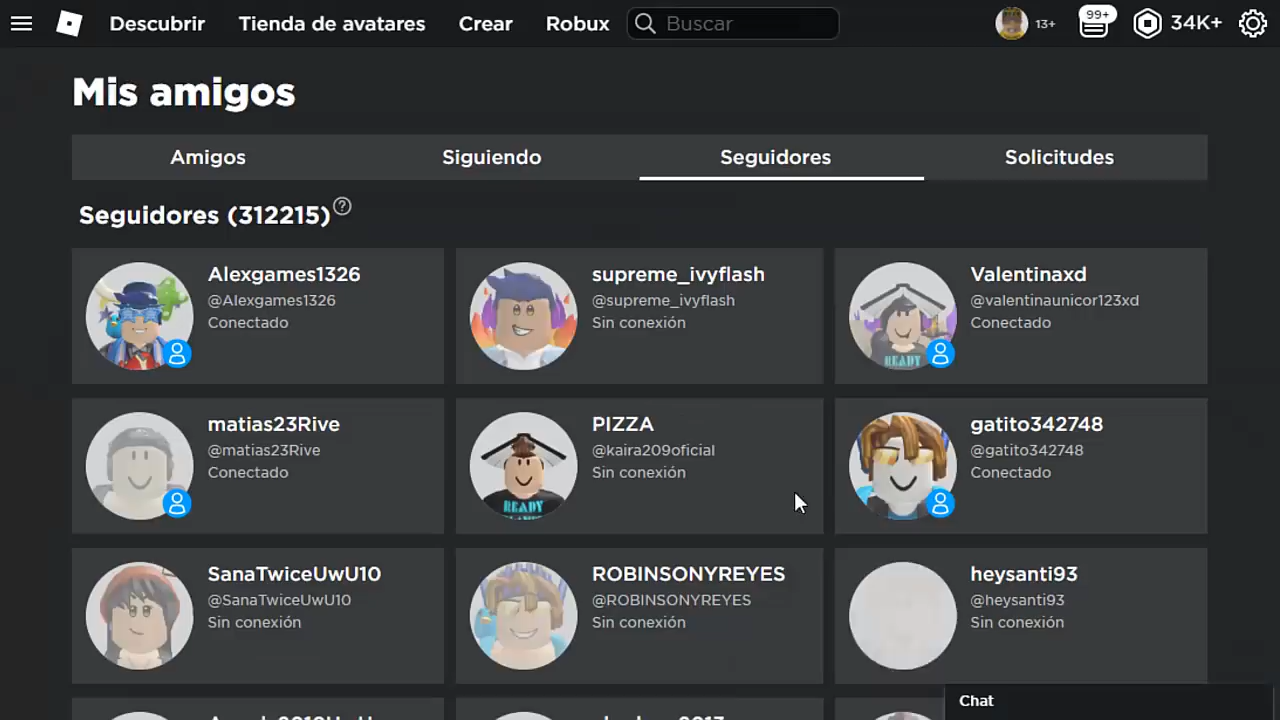 Descubrir Tienda de avatares Crear Robux Buscar 13+ 99+ 34K+
Mis amigos
Amigos Siguiendo Seguidores Solicitudes
Seguidores (312215)
Alexgames1326
@Alexgames1326
Conectado
supreme_ivyflash
@supreme_ivyflash
Sin conexión
Valentinaxd
@valentinaunicor123xd
Conectado
READY
matias23Rive
@matias23Rive
Conectado
PIZZA
@kaira209oficial
Sin conexión
READY
gatito342748
@gatito342748
Conectado
SanaTwiceUwU10
@SanaTwiceUwU10
Sin conexión
ROBINSONYREYES
@ROBINSONYREYES
Sin conexión
heysanti93
@heysanti93
Sin conexión
Chat